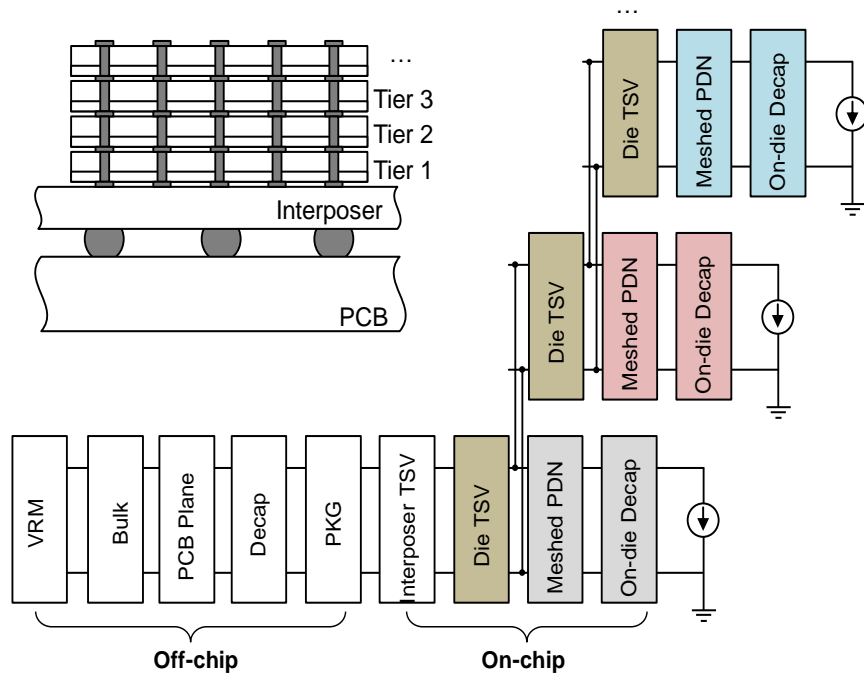 …
Tier 3
Tier 2
Tier 1
Interposer
PCB
…
Die TSV
Meshed PDN
On-die Decap
Die TSV
Meshed PDN
On-die Decap
VRM
Bulk
PCB Plane
Decap
PKG
Interposer TSV
Die TSV
Meshed PDN
On-die Decap
Off-chip
On-chip